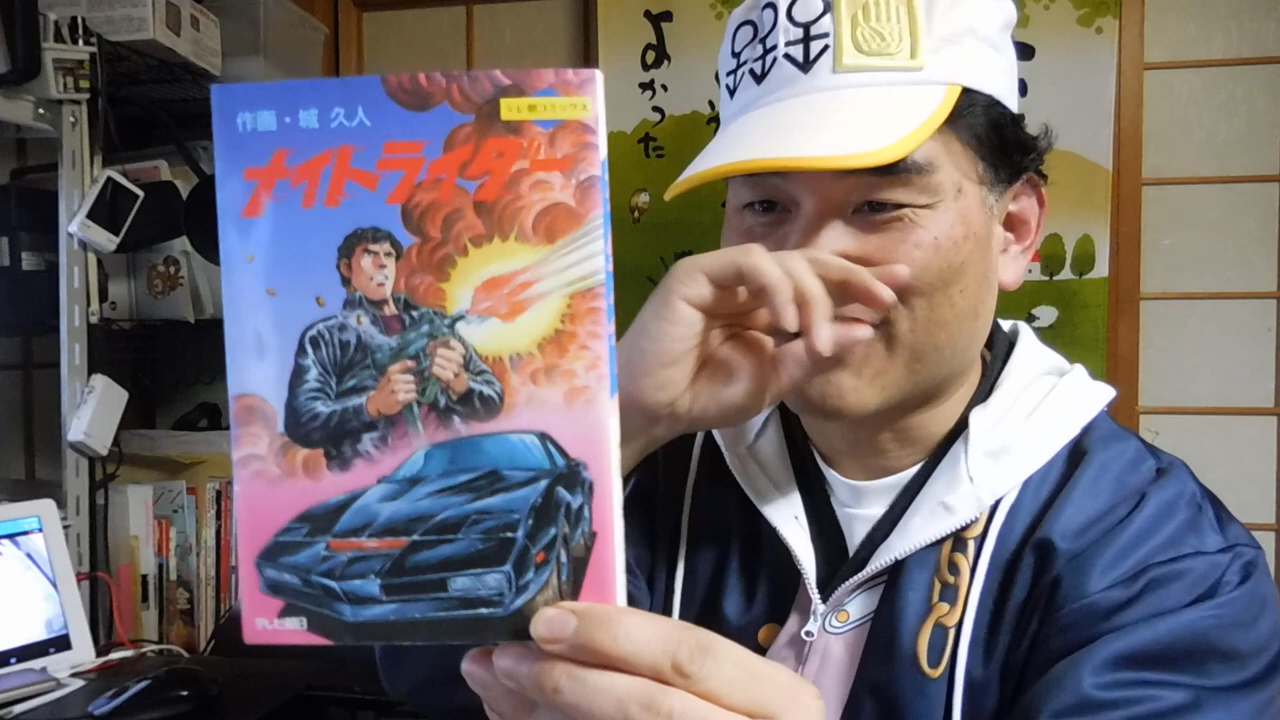 テレ朝コミックス
作画・城 久人
ナイトライダー
テレビ朝日
よかった